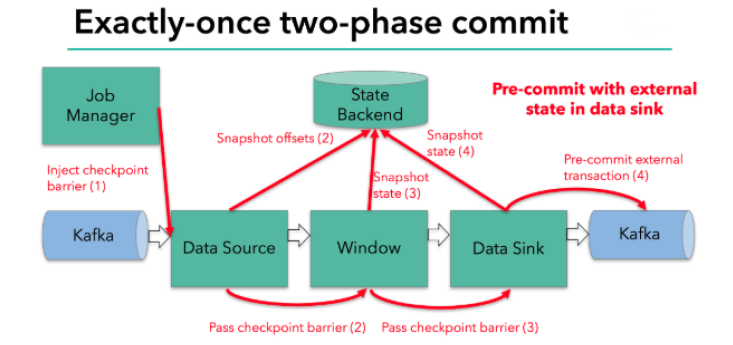 Exactly-once two-phase commit
Job
Manager
State
Backend
Pre-commit with external
state in data sink
Snapshot offsets (2)
Snapshot
state (4)
Inject checkpoint
barrier (1)
Snapshot
state (3)
Pre-commit external
transaction (4)
Kafka
Data Source
Window
Data Sink
Kafka
Pass checkpoint barrier (2)
Pass checkpoint barrier (3)